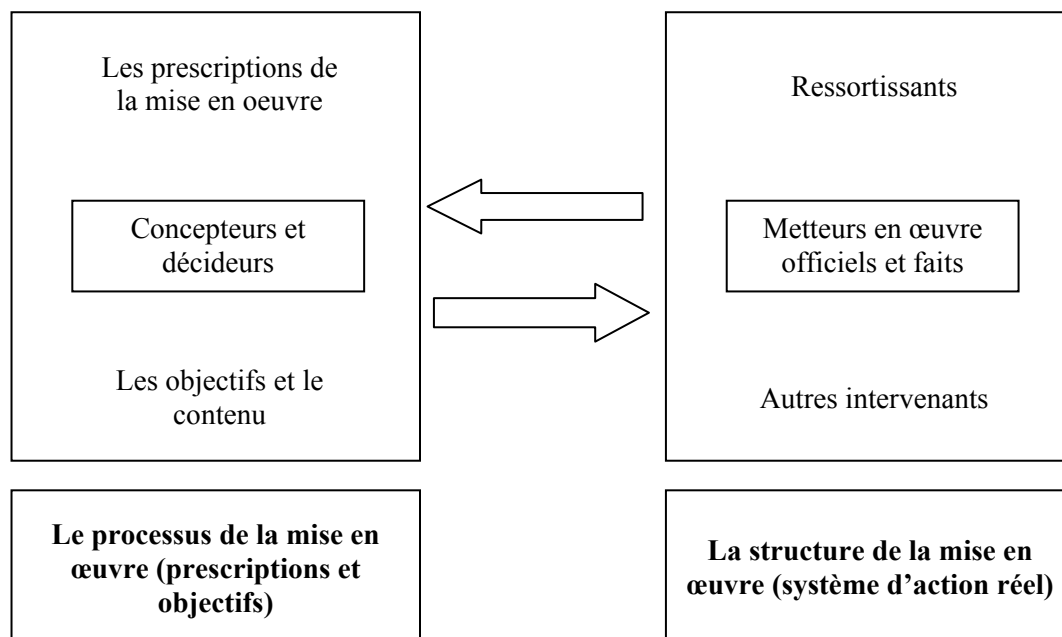 Les prescriptions de
la mise en oeuvre
Concepteurs et
décideurs
Les objectifs et le
contenu
Le processus de la mise en
œuvre (prescriptions et
objectifs)
Ressortissants
Metteurs en œuvre
officiels et faits
Autres intervenants
La structure de la mise en
œuvre (système d’action réel)